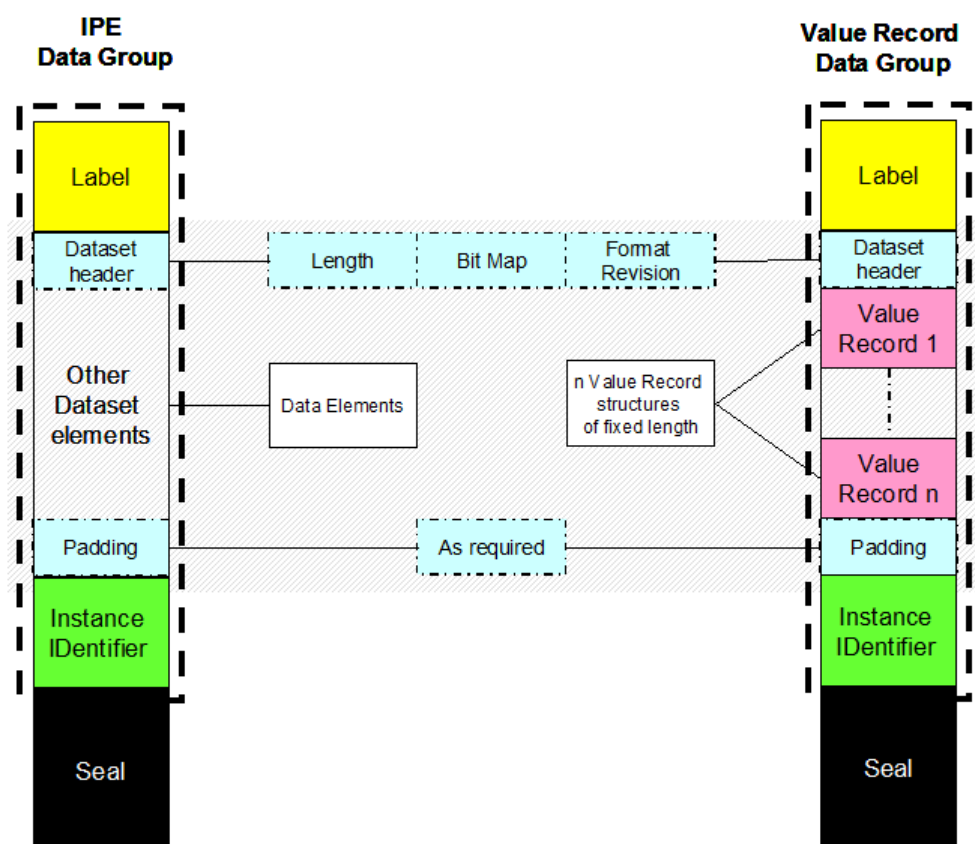 IPE
Data Group
Value Record
Data Group
Label
Label
Dataset
header
Length
Bit Map
Format
Revision
Dataset
header
Value
Record 1
Other
Dataset
elements
Data Elements
n Value Record
structures
of fixed length
Value
Record n
Padding
As required
Padding
Instance
IDentifier
Instance
IDentifier
Seal
Seal